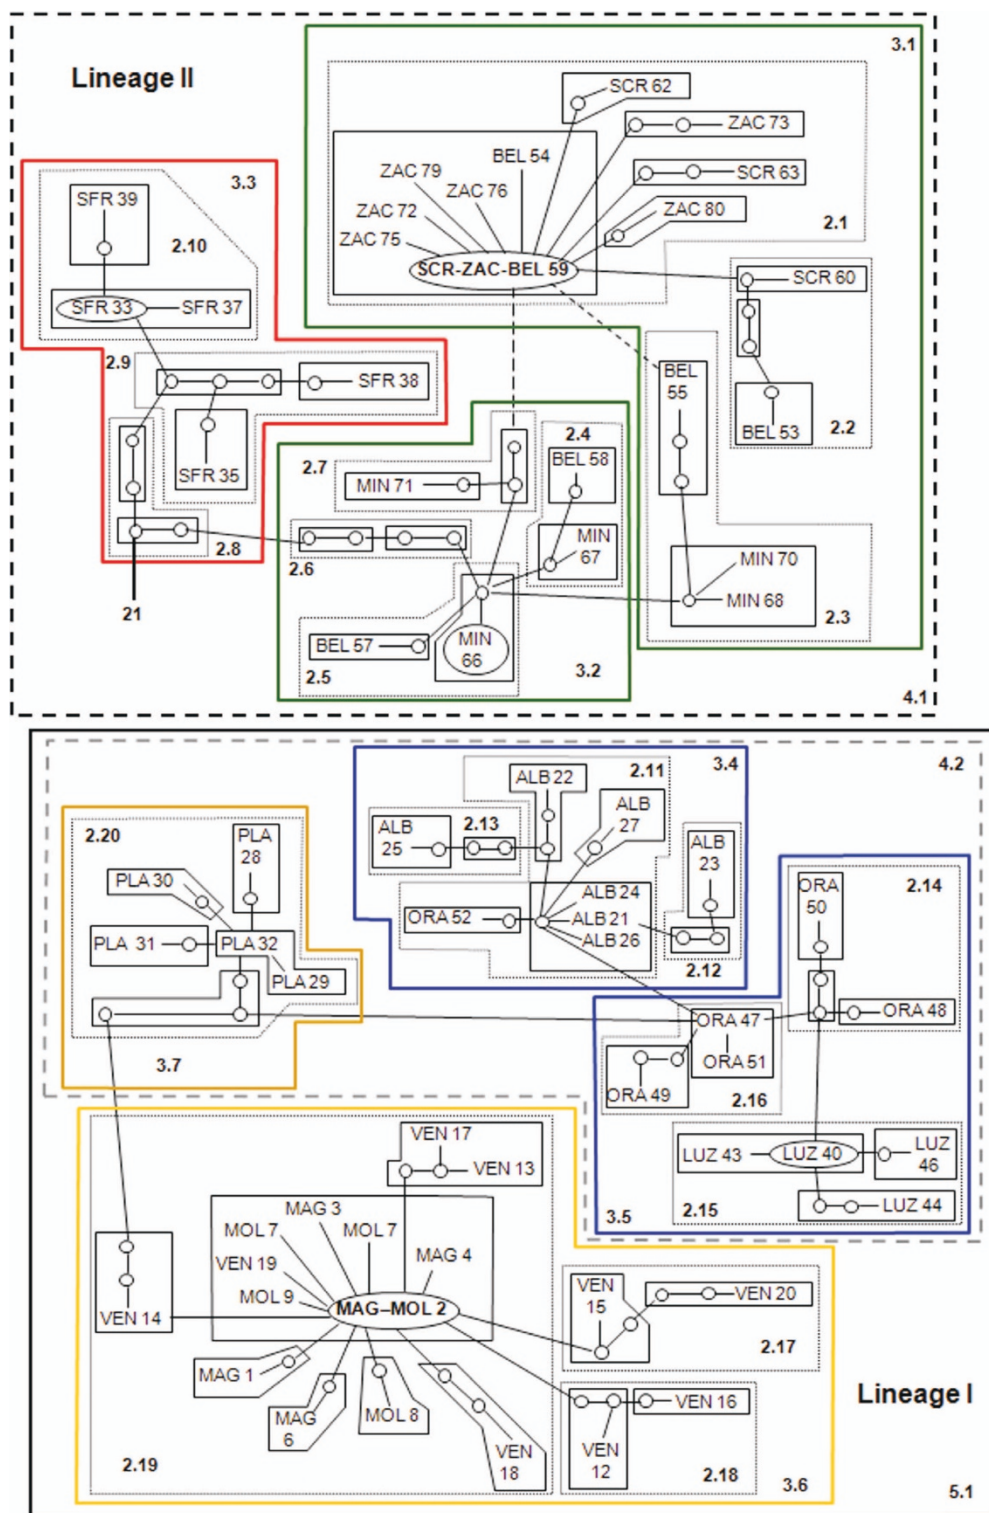 3.1
Lineage II
SCR 62
ZAC 73
BEL 54
ZAC 79
3.3
ZAC 76
SCR 63
SFR 39
ZAC 72
ZAC 80
2.1
2.10
ZAC 75
SCR-ZAC-BEL 59
SCR 60
SFR 33
SFR 37
2.9
BEL
55
SFR 38
2.4
2.2
BEL 53
2.7
BEL 58
SFR 35
MIN 71
MIN
67
2.8
2.6
MIN 70
21
MIN 68
2.3
BEL 57
MIN
66
2.5
3.2
4.1
3.4
4.2
2.11
ALB 22
2.20
ALB
27
PLA
28
ALB
25
2.13
ALB
23
PLA 30
2.14
ORA
50
ALB 24
ORA 52
ALB 21
PLA 31
PLA 32
ALB 26
2.12
PLA 29
ORA 48
ORA 47
3.7
ORA 51
ORA 49
2.16
VEN 17
LUZ 43
LUZ 40
LUZ
46
VEN 13
MAG 3
2.15
LUZ 44
3.5
MOL 7
MOL 7
MAG 4
VEN 19
VEN
15
VEN 20
MOL 9
MAG–MOL 2
VEN 14
2.17
MAG 1
Lineage I
VEN 16
MAG
6
MOL 8
VEN
18
VEN
12
2.19
2.18
3.6
5.1